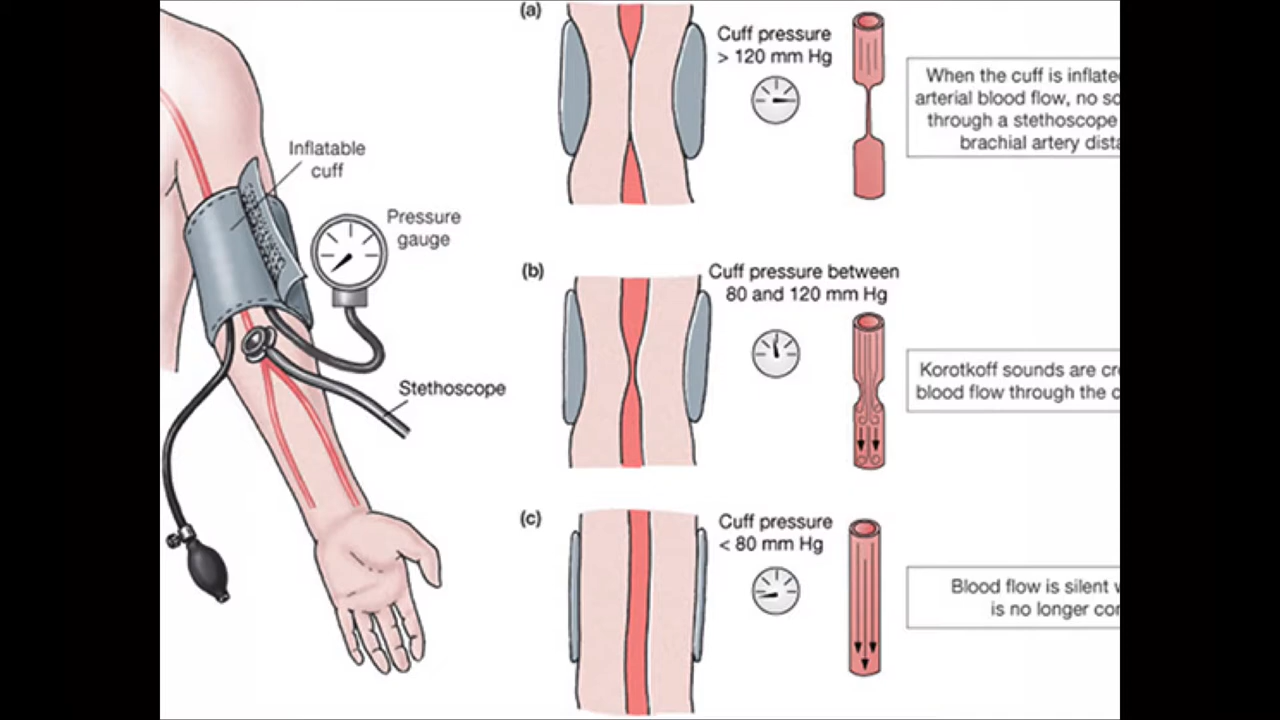 Inflatable
cuff
Pressure
gauge
Stethoscope
(a)
Cuff pressure
> 120 mm Hg
When the cuff is inflate
arterial blood flow, no so
through a stethoscope
brachial artery dista
(b)
Cuff pressure between
80 and 120 mm Hg
Korotkoff sounds are cr
blood flow through the c
(c)
Cuff pressure
< 80 mm Hg
Blood flow is silent
is no longer co